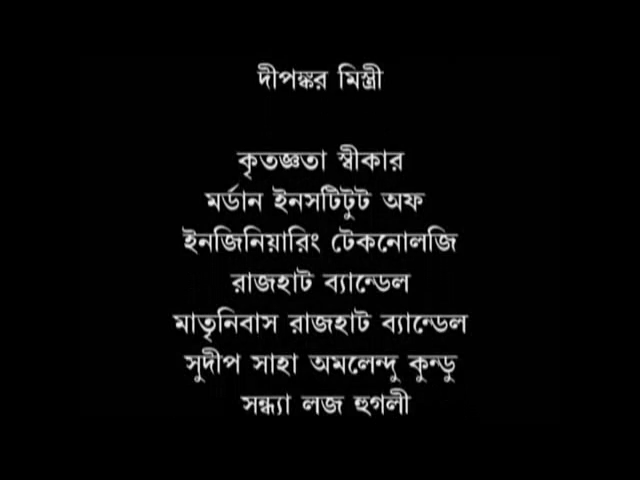 দীপঙ্কর মিস্ত্রী
কৃতজ্ঞতা স্বীকার
মর্ডান ইনসটিটুট অফ
ইনজিনিয়ারিং টেকনোলজি
রাজহাট ব্যান্ডেল
মাতৃনিবাস রাজহাট ব্যান্ডেল
সুদীপ সাহা অমলেন্দু কুন্ডু
সন্ধ্যা লজ হুগলী